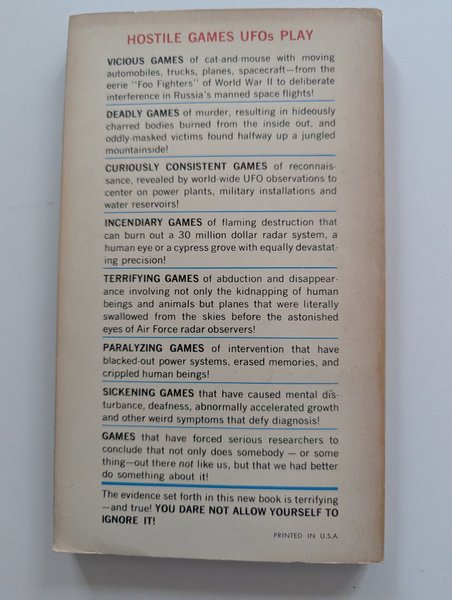 HOSTILE GAMES UFOs PLAY
VICIOUS GAMES of cat-and-mouse with moving
automobiles, trucks, planes, spacecraft—from the
eerie "Foo Fighters" of World War II to deliberate
interference in Russia's manned space flights!
DEADLY GAMES of murder, resulting in hideously
charred bodies burned from the inside out, and
oddly-masked victims found halfway up a jungled
mountainside!
CURIOUSLY CONSISTENT GAMES of reconnais-
sance, revealed by world-wide UFO observations to
center on power plants, military installations and
water reservoirs!
INCENDIARY GAMES of flaming destruction that
can burn out a 30 million dollar radar system, a
human eye or a cypress grove with equally devastat-
ing precision!
TERRIFYING GAMES of abduction and disappear-
ance involving not only the kidnapping of human
beings and animals but planes that were literally
swallowed from the skies before the astonished
eyes of Air Force radar observers!
PARALYZING GAMES of intervention that have
blacked-out power systems, erased memories, and
crippled human beings!
SICKENING GAMES that have caused mental dis-
turbance, deafness, abnormally accelerated growth
and other weird symptoms that defy diagnosis!
GAMES that have forced serious researchers to
conclude that not only does somebody — or some
thing—out there not like us, but that we had better
do something about it!
The evidence set forth in this new book is terrifying
—and true! YOU DARE NOT ALLOW YOURSELF TO
IGNORE IT!
PRINTED IN U.S.A.